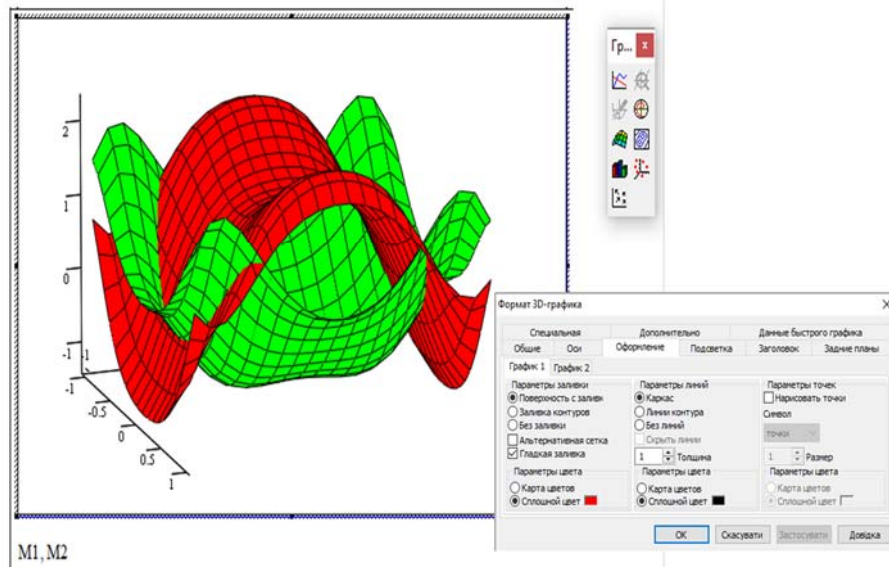 Гр... x
2
1
0
-1
-1
-1
-0.5
0
0.5
1
M1, M2
Формат 3D-графика
Специальная Дополнительно Данные быстрого графика
Общие Оси Оформление Подсветка Заголовок Задние планы
График 1 График 2
Параметры заливки Параметры линий Параметры точек
Поверхность с заливк Каркас Нарисовать точки
Заливка контуров Линии контура Символ
Без заливки Без линий точки
Альтернативная сетка Скрыть линии
Гладкая заливка 1 Толщина 1 Размер
Параметры цвета Параметры цвета Параметры цвета
Карта цветов Карта цветов Карта цветов
Сплошной цвет Сплошной цвет Сплошной цвет
OK Скасувати Застосувати Довідка